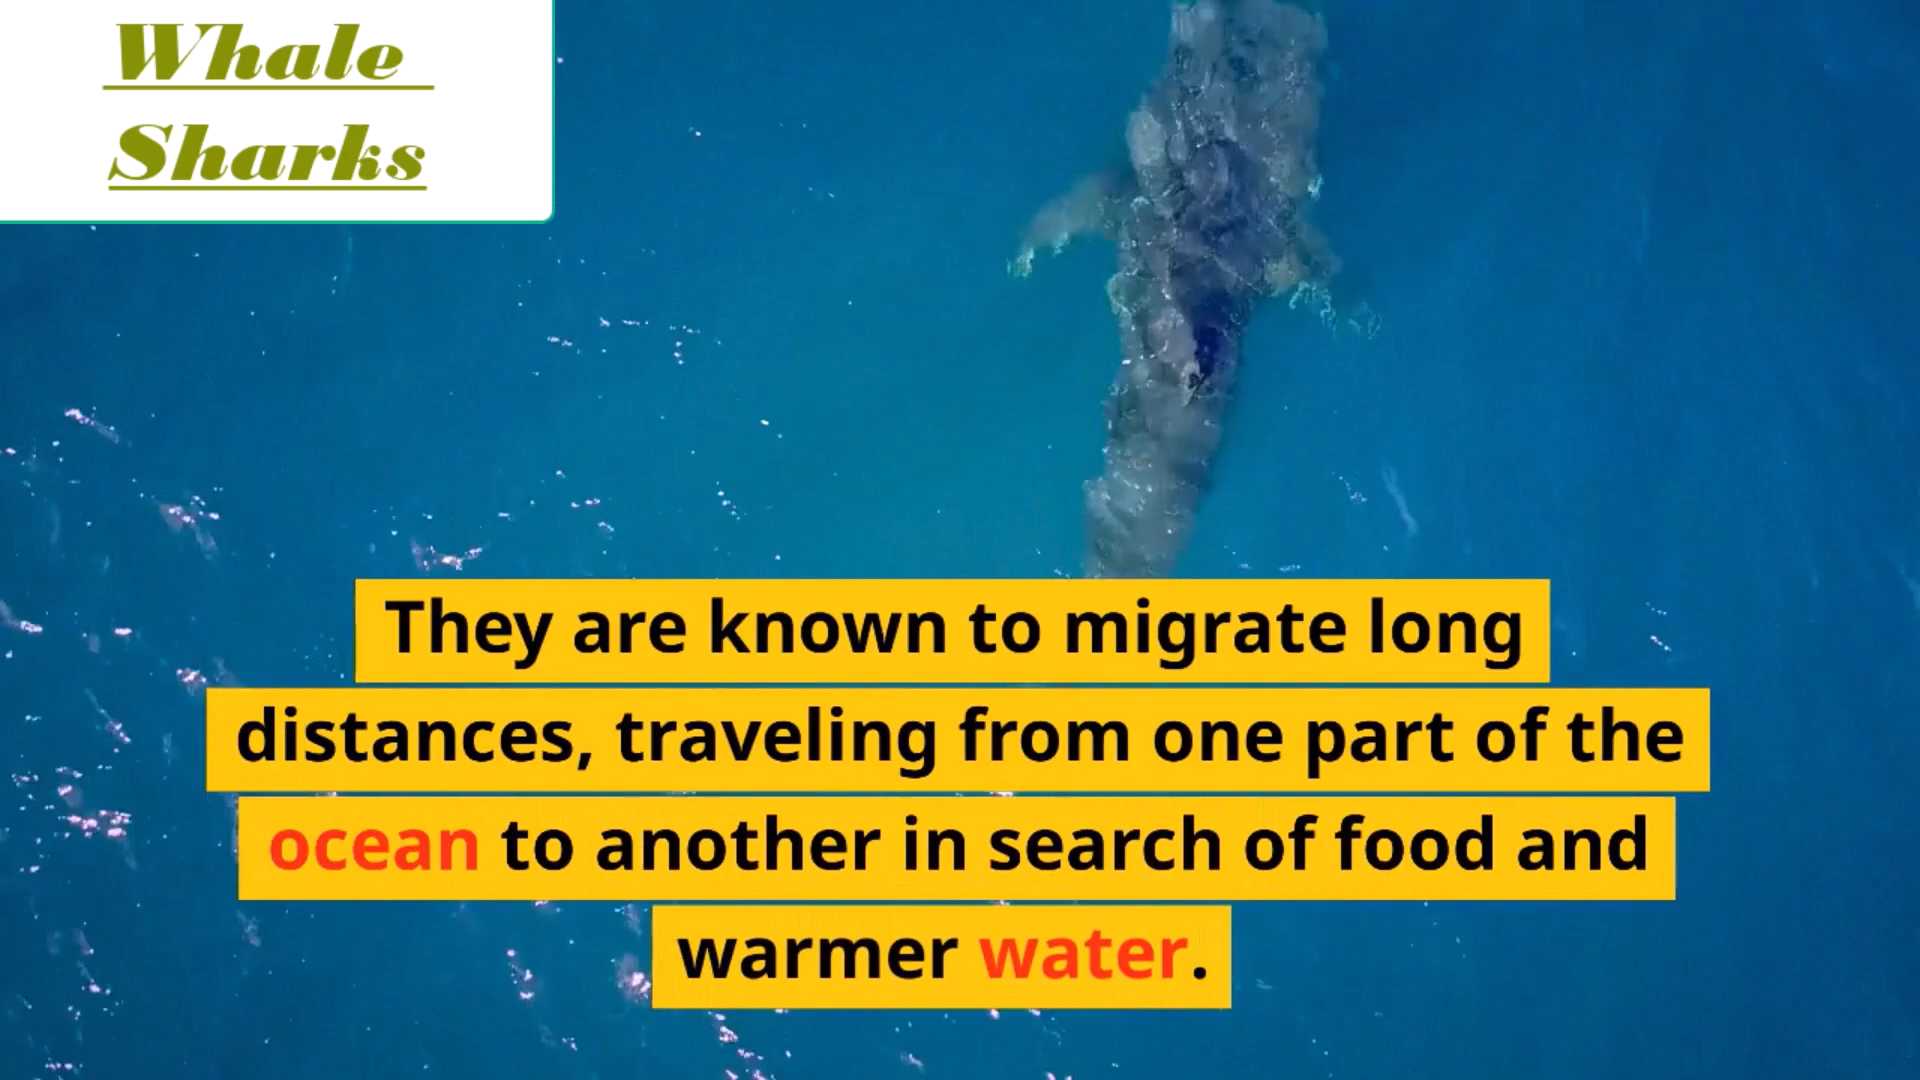 Whale
Sharks
They are known to migrate long
distances, traveling from one part of the
ocean to another in search of food and
warmer water.